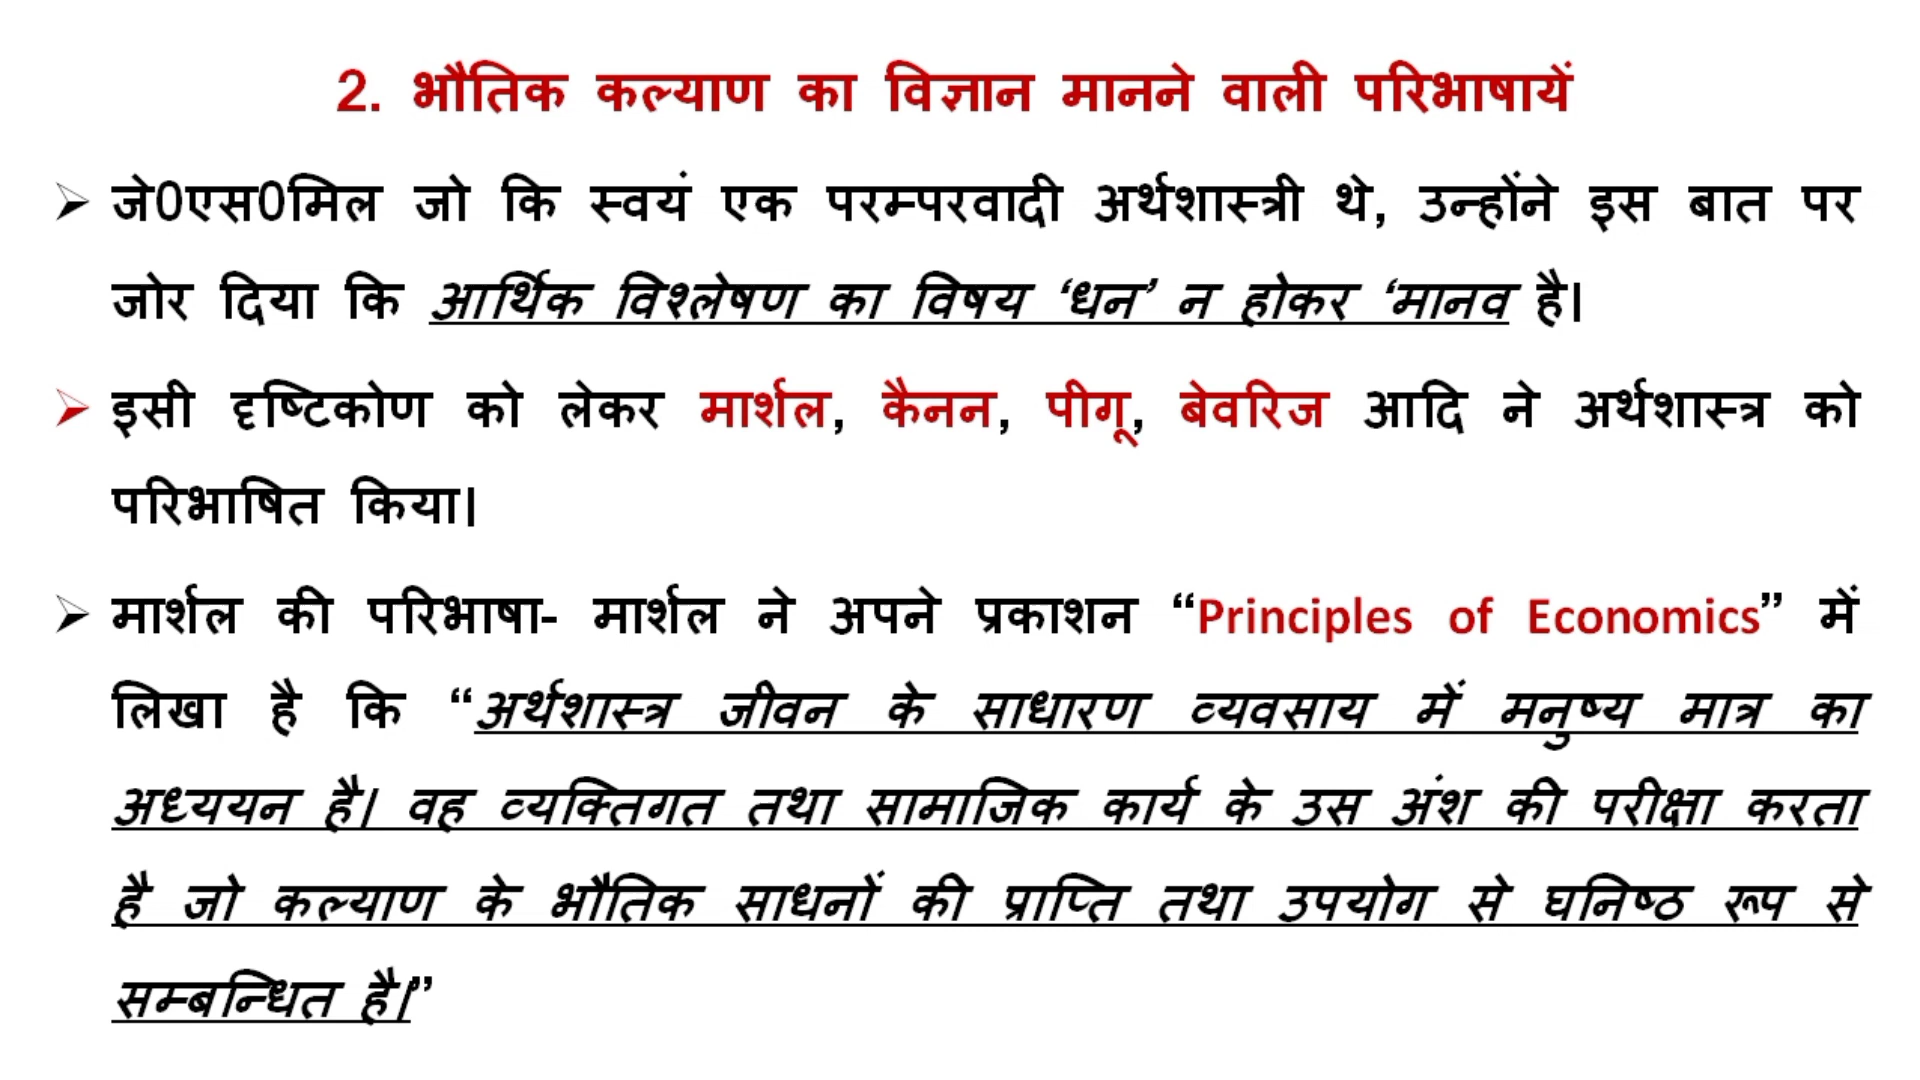 2. भौतिक कल्याण का विज्ञान मानने वाली परिभाषायें
➢ जे0एस0मिल जो कि स्वयं एक परम्परवादी अर्थशास्त्री थे, उन्होंने इस बात पर
जोर दिया कि आर्थिक विश्लेषण का विषय ‘धन’ न होकर ‘मानव है।
➢ इसी दृष्टिकोण को लेकर मार्शल, कैनन, पीगू, बेवरिज आदि ने अर्थशास्त्र को
परिभाषित किया।
➢ मार्शल की परिभाषा- मार्शल ने अपने प्रकाशन “Principles of Economics” में
लिखा है कि “अर्थशास्त्र जीवन के साधारण व्यवसाय में मनुष्य मात्र का
अध्ययन है। वह व्यक्तिगत तथा सामाजिक कार्य के उस अंश की परीक्षा करता
है जो कल्याण के भौतिक साधनों की प्राप्ति तथा उपयोग से घनिष्ठ रूप से
सम्बन्धित है।”